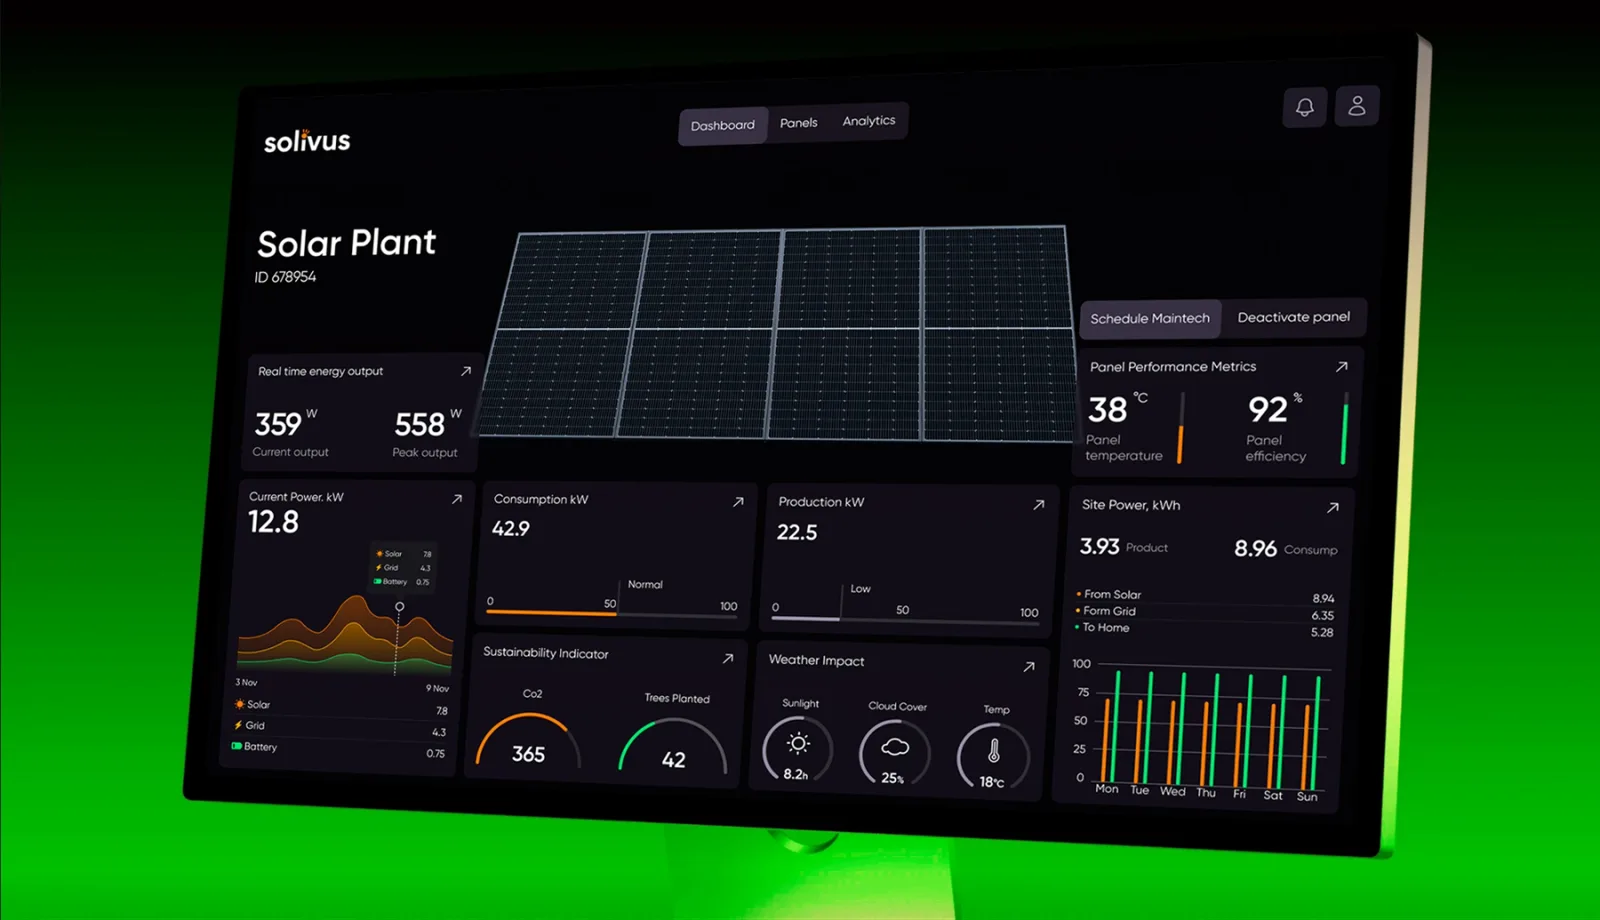 solivus
Dashboard Panels Analytics
Solar Plant
ID 678954
Schedule Maintech Deactivate panel
Real time energy output
359 W 558 W
Current output Peak output
Panel Performance Metrics
38 °C 92 %
Panel temperature
Panel efficiency
Current Power. kW
12.8
Solar 7.8
Grid 4.3
Battery 0.75
3 Nov 9 Nov
Solar 7.8
Grid 4.3
Battery 0.75
Consumption kW
42.9
Normal
0 50 100
Production kW
22.5
Low
0 50 100
Sustainability Indicator
Co2 Trees Planted
365 42
Weather Impact
Sunlight Cloud Cover Temp
8.2h 25% 18°C
Site Power, kWh
3.93 Product 8.96 Consump
From Solar 8.94
Form Grid 6.35
To Home 5.28
100
75
50
25
0
Mon Tue Wed Thu Fri Sat Sun